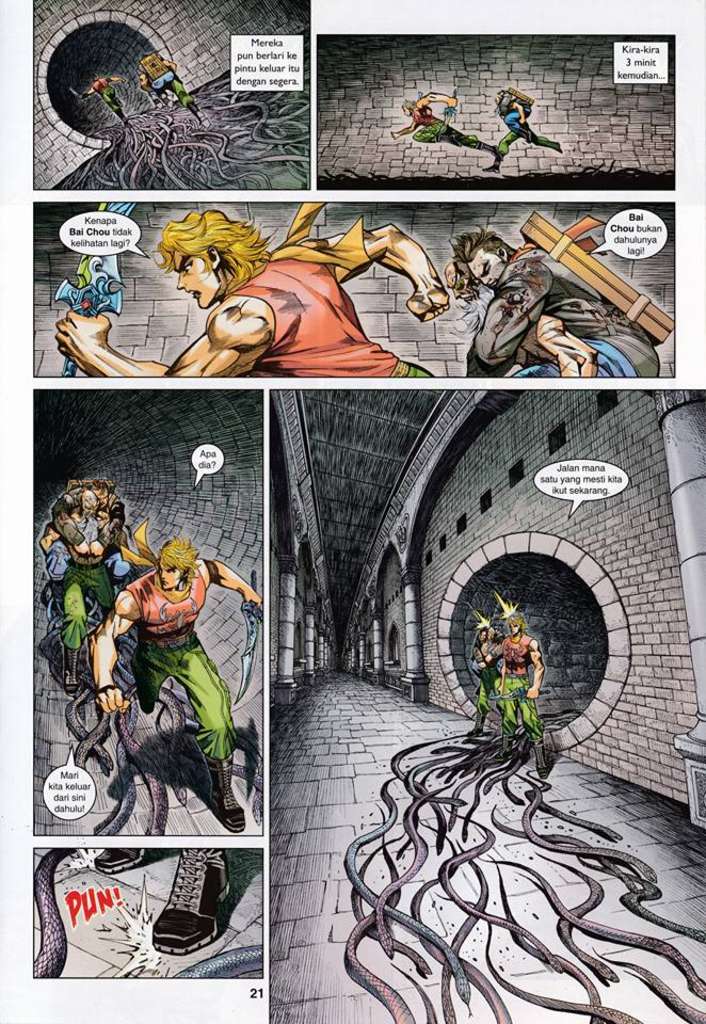 Mereka
pun berlari ke
pintu keluar itu
dengan segera.
Kira-kira
3 minit
kemudian...
Kenapa
Bai Chou tidak
kelihatan lagi?
Bai
Chou bukan
dahulunya
lagi!
Apa
dia?
Mari
kita keluar
dari sini
dahulu!
Jalan mana
satu yang mesti kita
ikut sekarang.
PUN!
21